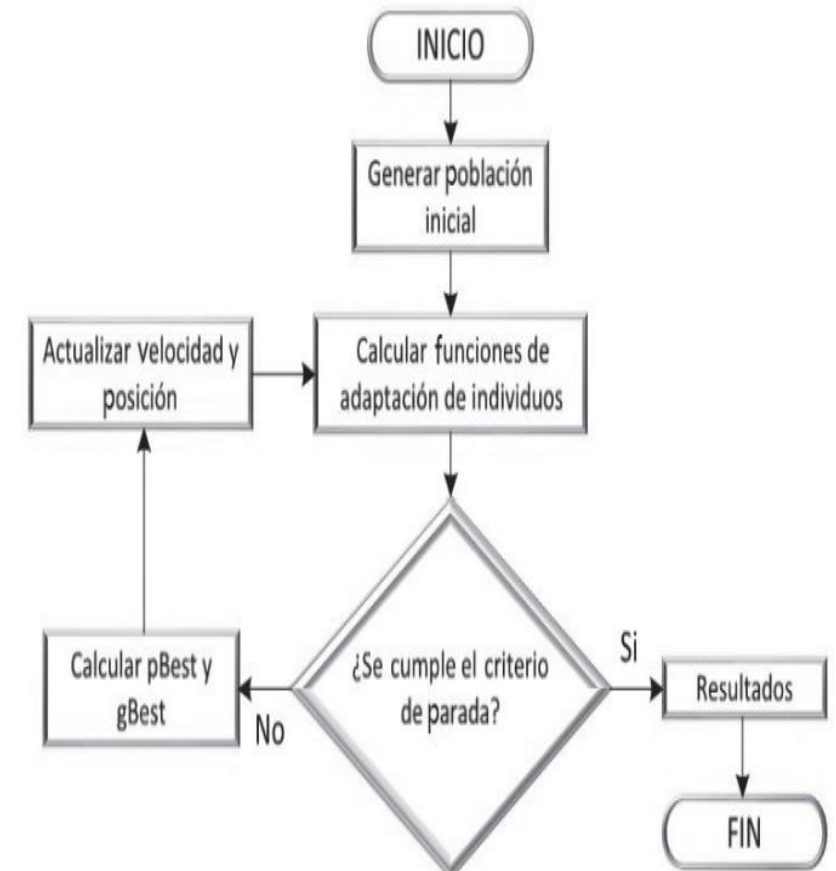 INICIO
Generar población
inicial
Actualizar velocidad y
posición
Calcular funciones de
adaptación de individuos
Calcular pBest y
gBest
No
¿Se cumple el criterio
de parada?
Si
Resultados
FIN